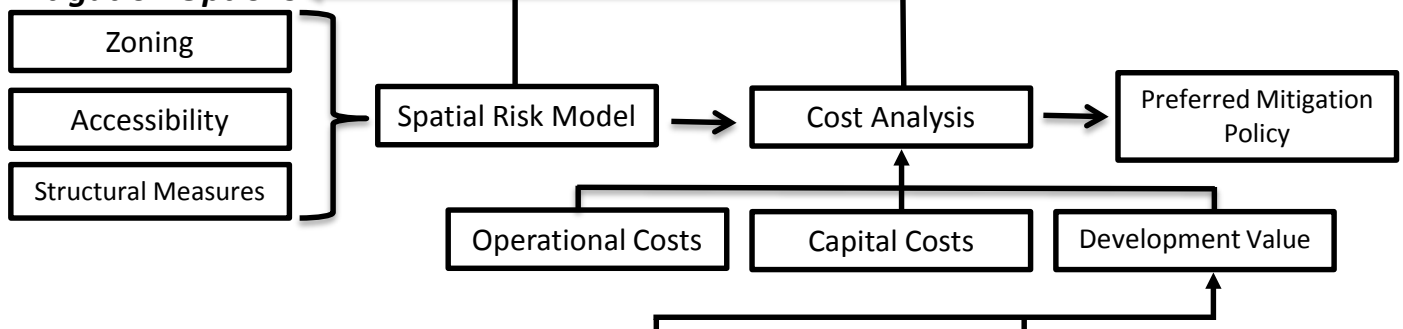 Zoning
Accessibility
Structural Measures
Spatial Risk Model
Cost Analysis
Preferred Mitigation
Policy
Operational Costs
Capital Costs
Development Value